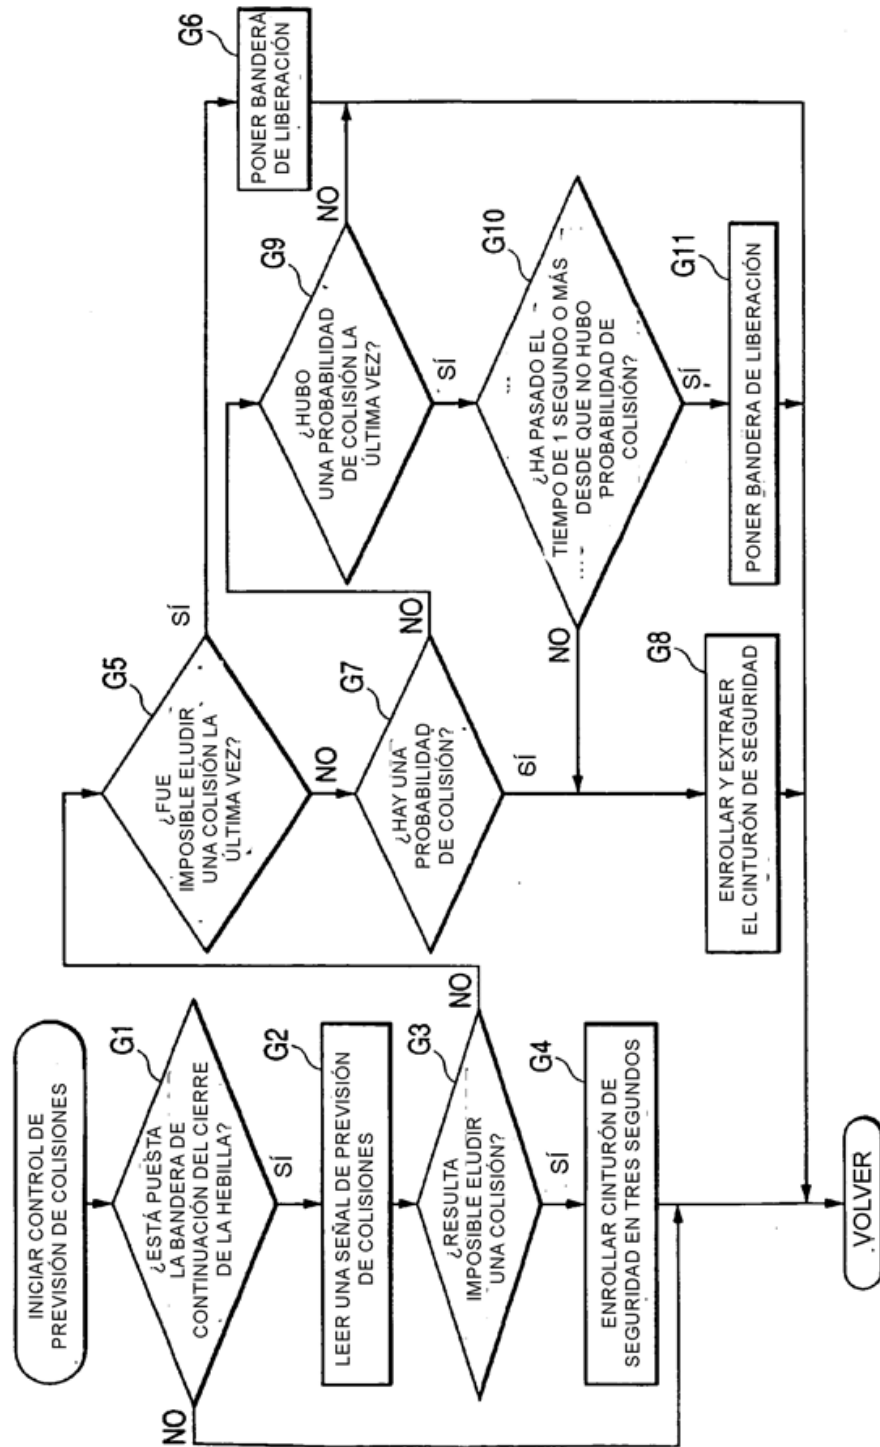 INICIAR CONTROL DE
PREVISIÓN DE COLISIONES
G1
¿ESTÁ PUESTA
LA BANDERA DE
CONTINUACIÓN DEL CIERRE
DE LA HEBILLA?
NO
SÍ
G2
LEER UNA SEÑAL DE PREVISIÓN
DE COLISIONES
G3
¿RESULTA
IMPOSIBLE ELUDIR
UNA COLISIÓN?
NO
SÍ
G4
ENROLLAR CINTURÓN DE
SEGURIDAD EN TRES SEGUNDOS
VOLVER
G5
¿FUE
IMPOSIBLE ELUDIR
UNA COLISIÓN LA
ÚLTIMA VEZ?
SÍ
NO
G7
¿HAY UNA
PROBABILIDAD
DE COLISIÓN?
NO
SÍ
G8
ENROLLAR Y EXTRAER
EL CINTURÓN DE SEGURIDAD
G6
PONER BANDERA
DE LIBERACIÓN
G9
¿HUBO
UNA PROBABILIDAD
DE COLISIÓN LA
ÚLTIMA VEZ?
NO
SÍ
G10
¿HA PASADO EL
TIEMPO DE 1 SEGUNDO O MÁS
DESDE QUE NO HUBO
PROBABILIDAD DE
COLISIÓN?
NO
SÍ
G11
PONER BANDERA DE LIBERACIÓN